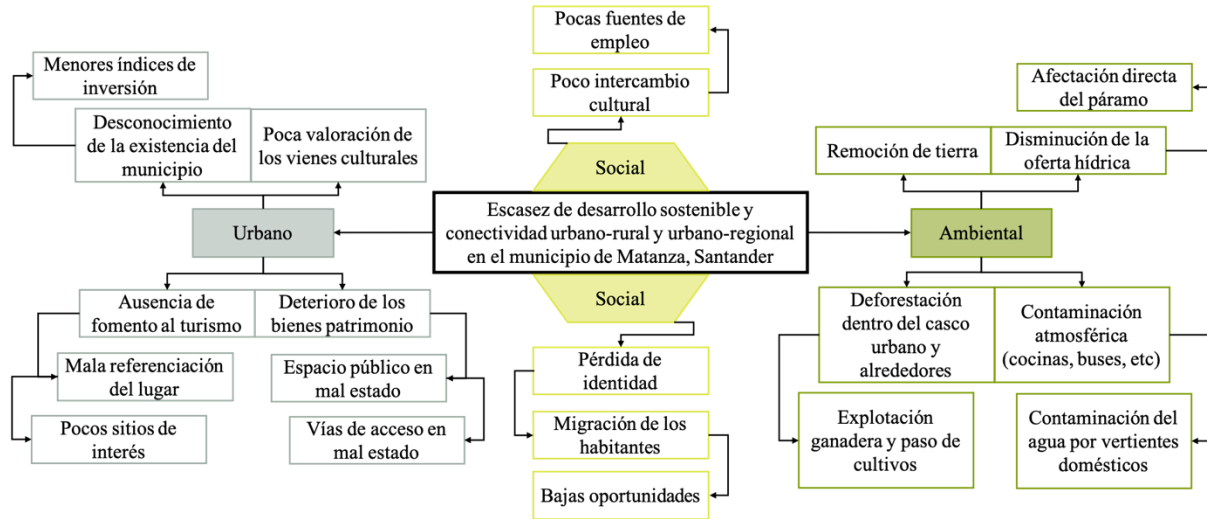 Pocas fuentes de
empleo
Poco intercambio
cultural
Social
Menores índices de
inversión
Desconocimiento
de la existencia del
municipio
Poca valoración de
los vienes culturales
Urbano
Ausencia de
fomento al turismo
Deterioro de los
bienes patrimonio
Mala referenciación
del lugar
Espacio público en
mal estado
Pocos sitios de
interés
Vías de acceso en
mal estado
Escasez de desarrollo sostenible y
conectividad urbano-rural y urbano-regional
en el municipio de Matanza, Santander
Social
Pérdida de
identidad
Migración de los
habitantes
Bajas oportunidades
Afectación directa
del páramo
Remoción de tierra
Disminución de la
oferta hídrica
Ambiental
Deforestación
dentro del casco
urbano y
alrededores
Contaminación
atmosférica
(cocinas, buses, etc)
Explotación
ganadera y paso de
cultivos
Contaminación del
agua por vertientes
domésticos